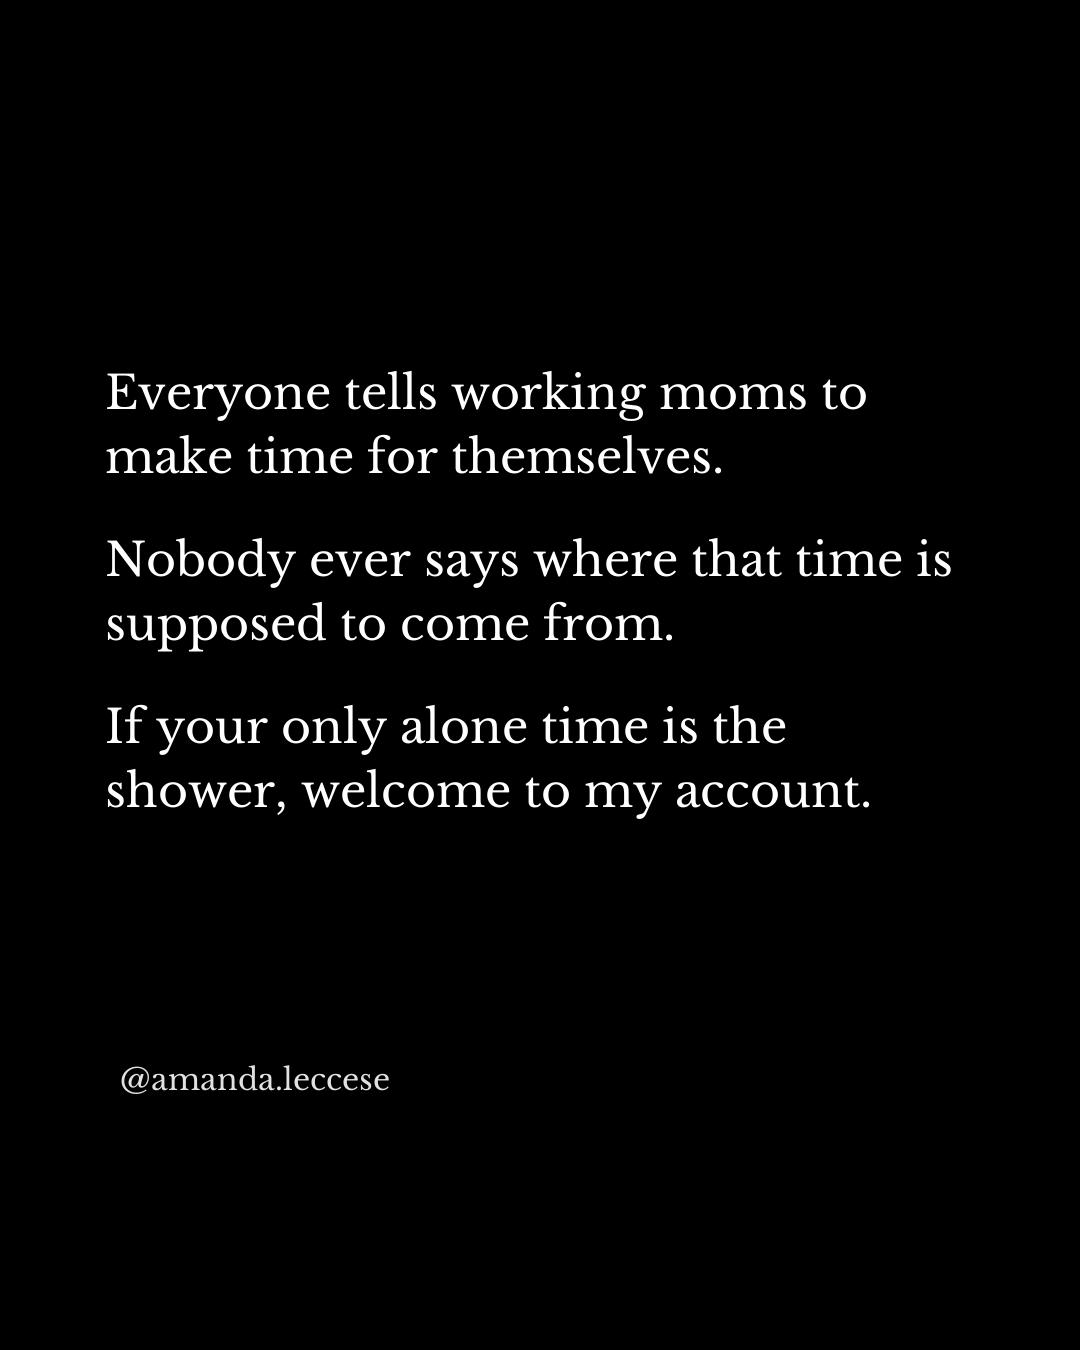 Everyone tells working moms to
make time for themselves.
Nobody ever says where that time is
supposed to come from.
If your only alone time is the
shower, welcome to my account.
@amanda.leccese